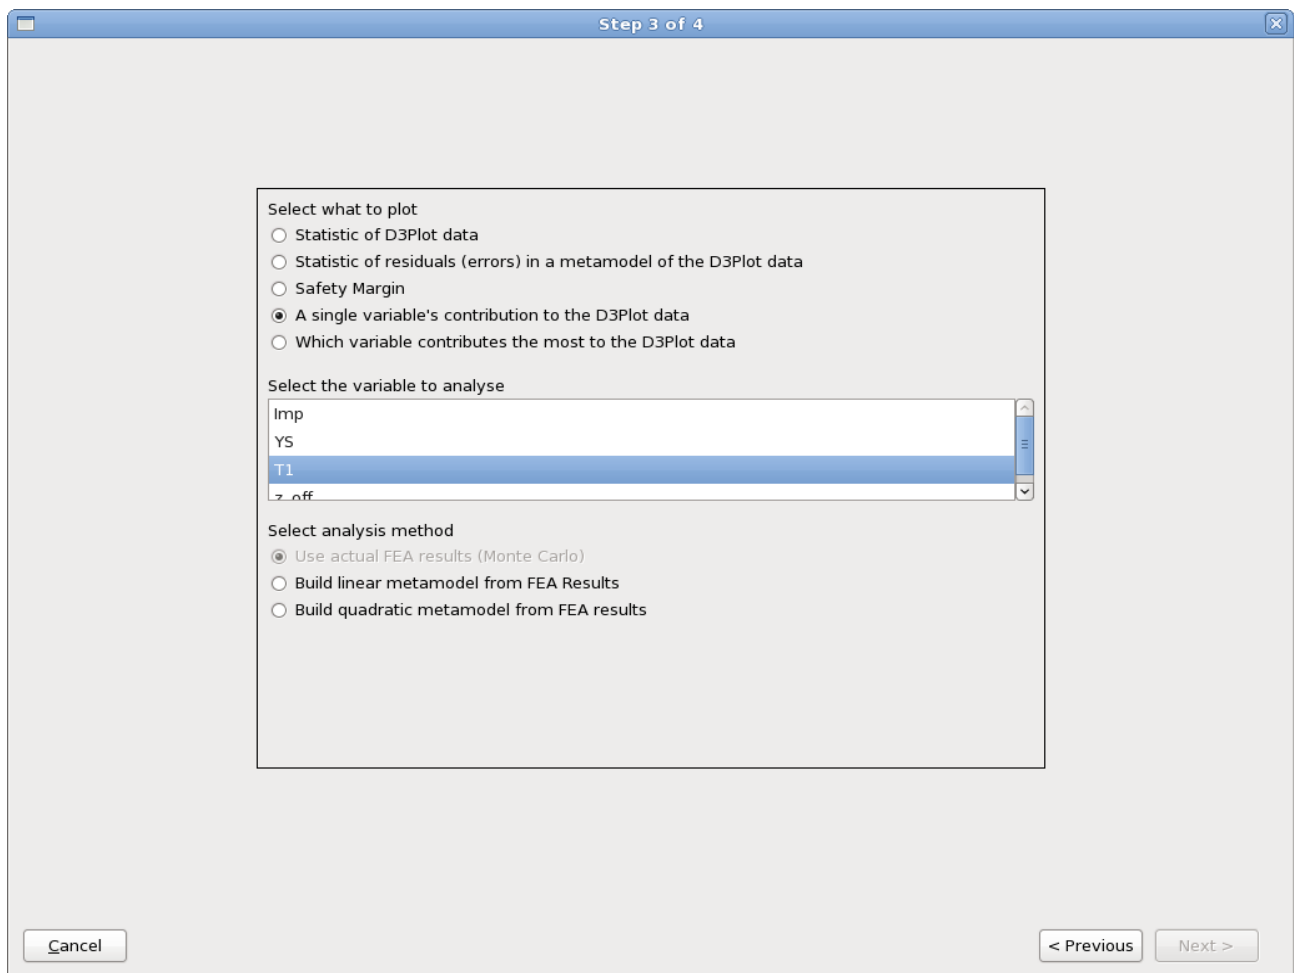 Step 3 of 4
Select what to plot
Statistic of D3Plot data
Statistic of residuals (errors) in a metamodel of the D3Plot data
Safety Margin
A single variable's contribution to the D3Plot data
Which variable contributes the most to the D3Plot data
Select the variable to analyse
Imp
YS
T1
z_off
Select analysis method
Use actual FEA results (Monte Carlo)
Build linear metamodel from FEA Results
Build quadratic metamodel from FEA results
Cancel
< Previous
Next >